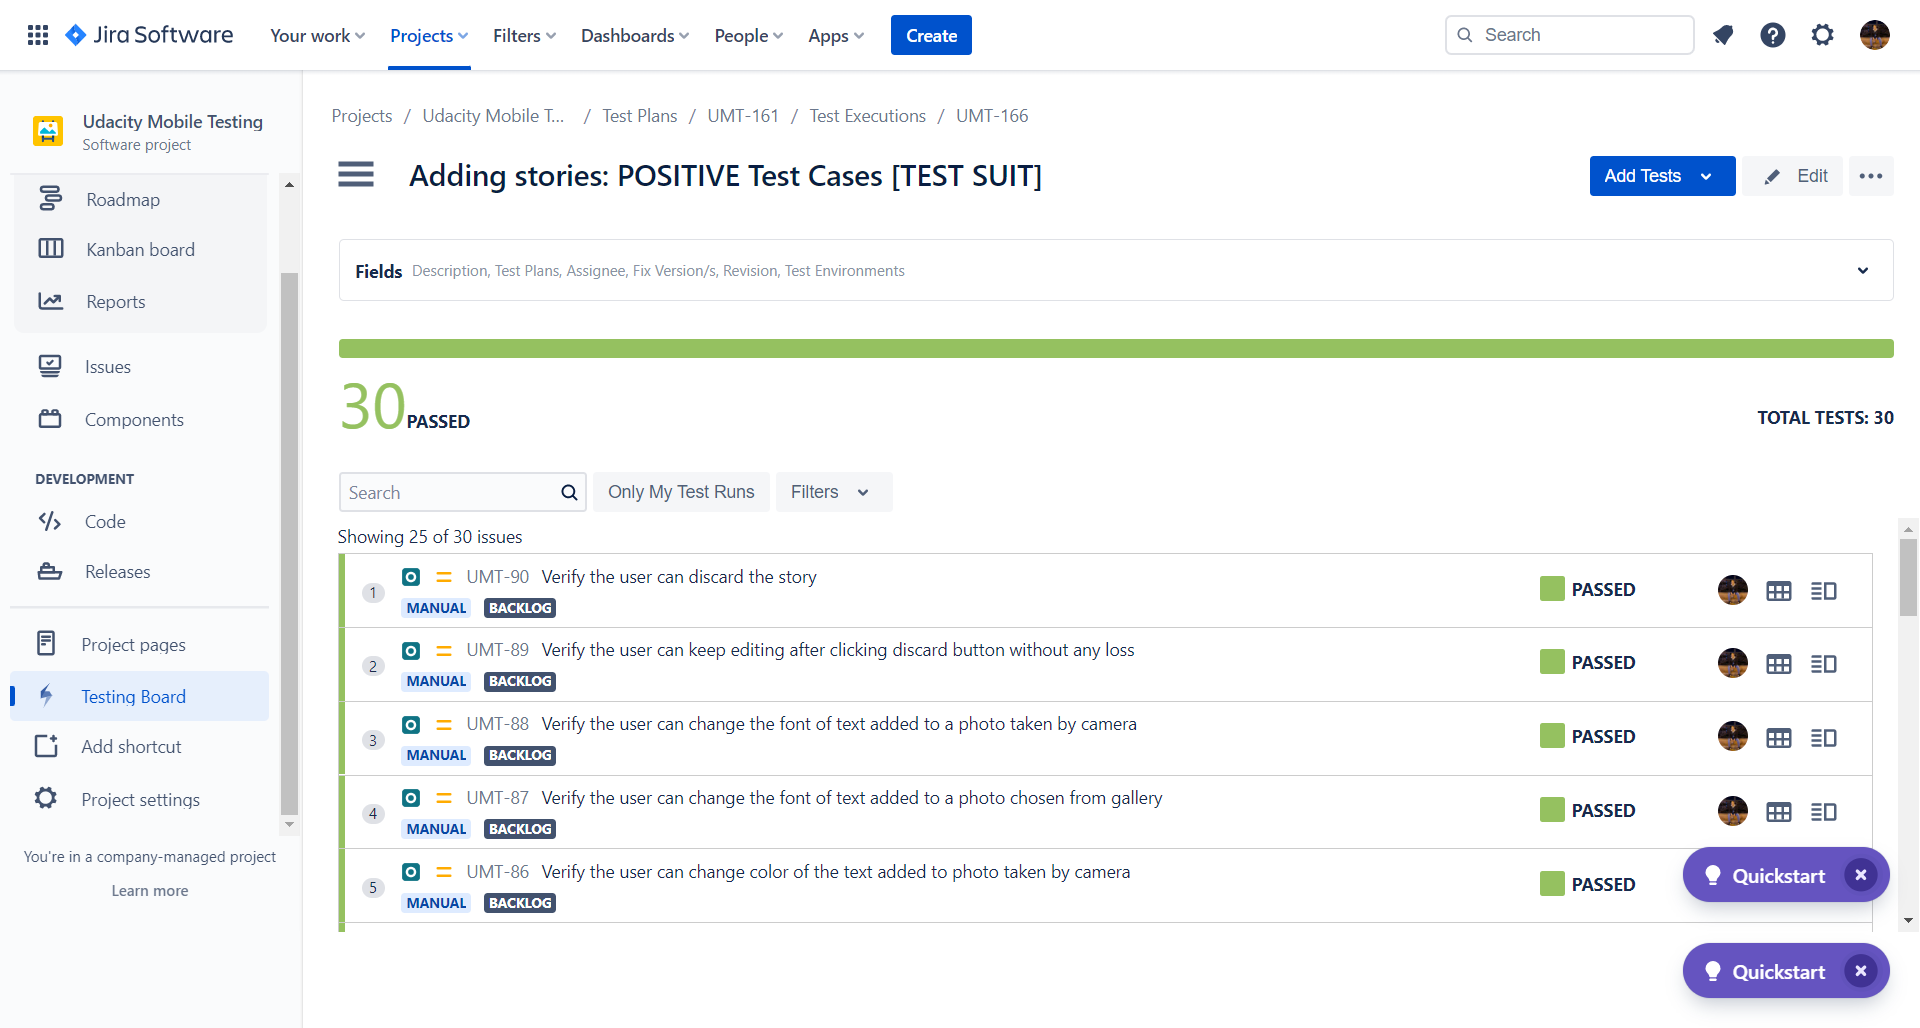 Jira Software Your work Projects Filters Dashboards People Apps Create Search
Udacity Mobile Testing
Software project
Roadmap
Kanban board
Reports
Issues
Components
DEVELOPMENT
Code
Releases
Project pages
Testing Board
Add shortcut
Project settings
You're in a company-managed project
Learn more
Projects / Udacity Mobile T... / Test Plans / UMT-161 / Test Executions / UMT-166
Adding stories: POSITIVE Test Cases [TEST SUIT]
Add Tests Edit
Fields Description, Test Plans, Assignee, Fix Version/s, Revision, Test Environments
30 PASSED
TOTAL TESTS: 30
Search Only My Test Runs Filters
Showing 25 of 30 issues
1 UMT-90 Verify the user can discard the story PASSED
MANUAL BACKLOG
2 UMT-89 Verify the user can keep editing after clicking discard button without any loss PASSED
MANUAL BACKLOG
3 UMT-88 Verify the user can change the font of text added to a photo taken by camera PASSED
MANUAL BACKLOG
4 UMT-87 Verify the user can change the font of text added to a photo chosen from gallery PASSED
MANUAL BACKLOG
5 UMT-86 Verify the user can change color of the text added to photo taken by camera PASSED
MANUAL BACKLOG
Quickstart
Quickstart